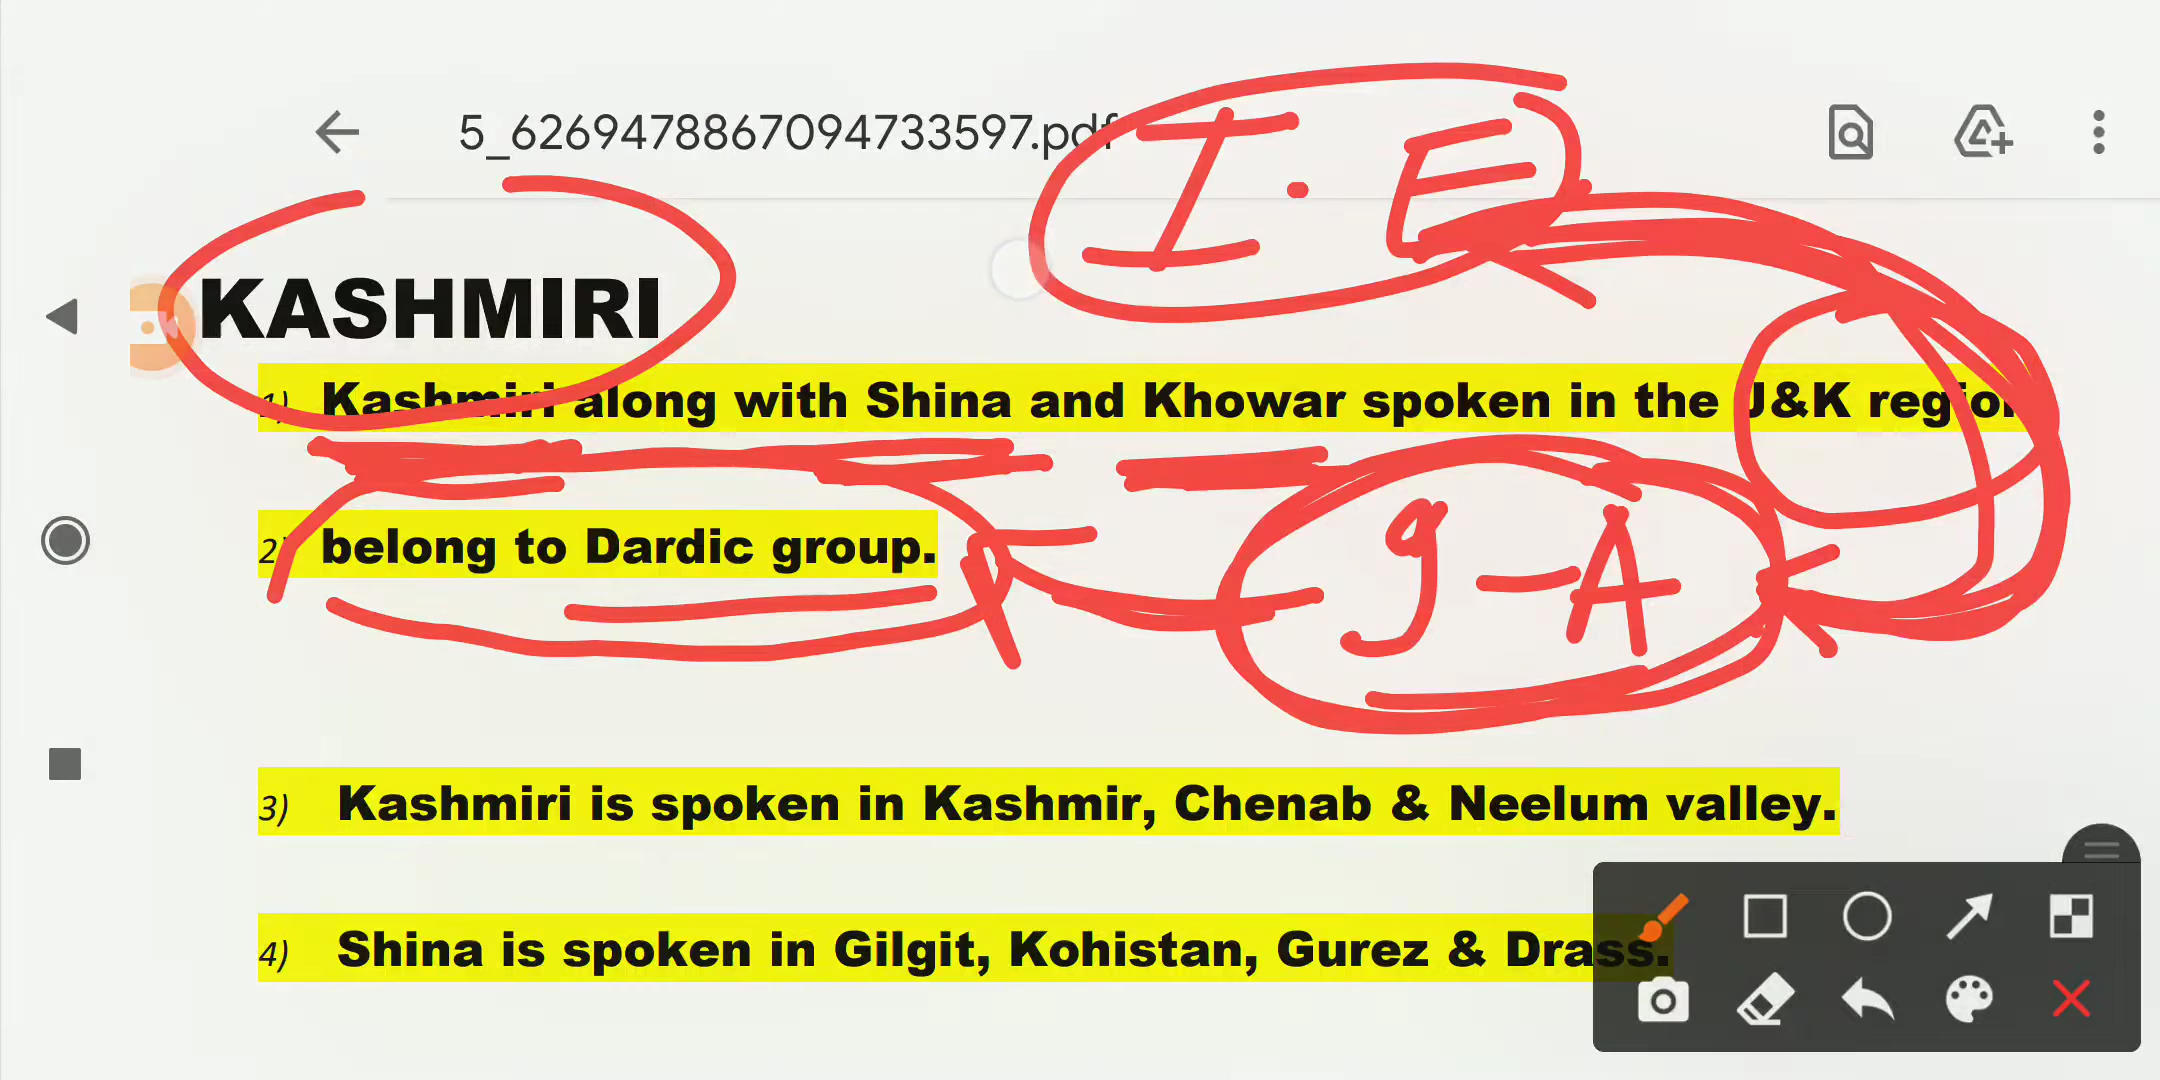 5_6269478867094733597.pdf
I. E
KASHMIRI
1) Kashmiri along with Shina and Khowar spoken in the J&K region
2) belong to Dardic group.
g-A
3) Kashmiri is spoken in Kashmir, Chenab & Neelum valley.
4) Shina is spoken in Gilgit, Kohistan, Gurez & Drass.